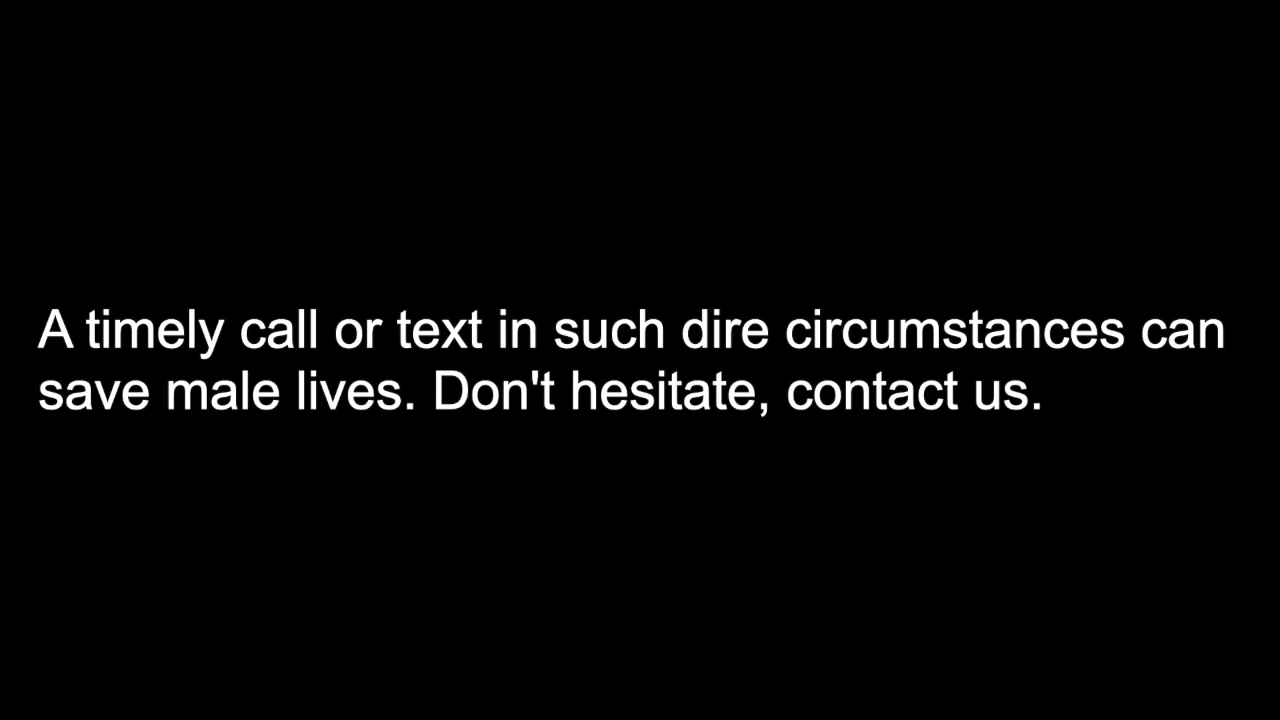 A timely call or text in such dire circumstances can
save male lives. Don't hesitate, contact us.